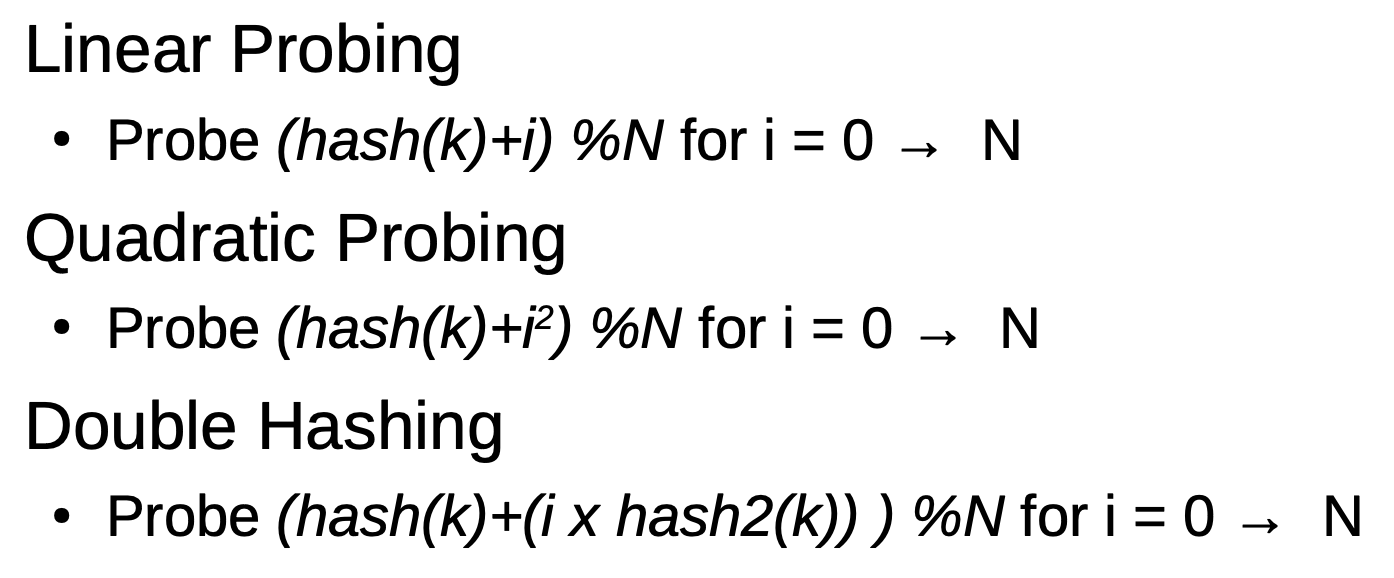 Linear Probing
• Probe (hash(k)+i) %N for i = 0 → N
Quadratic Probing
• Probe (hash(k)+i²) %N for i = 0 → N
Double Hashing
• Probe (hash(k)+(i x hash2(k)) ) %N for i = 0 → N